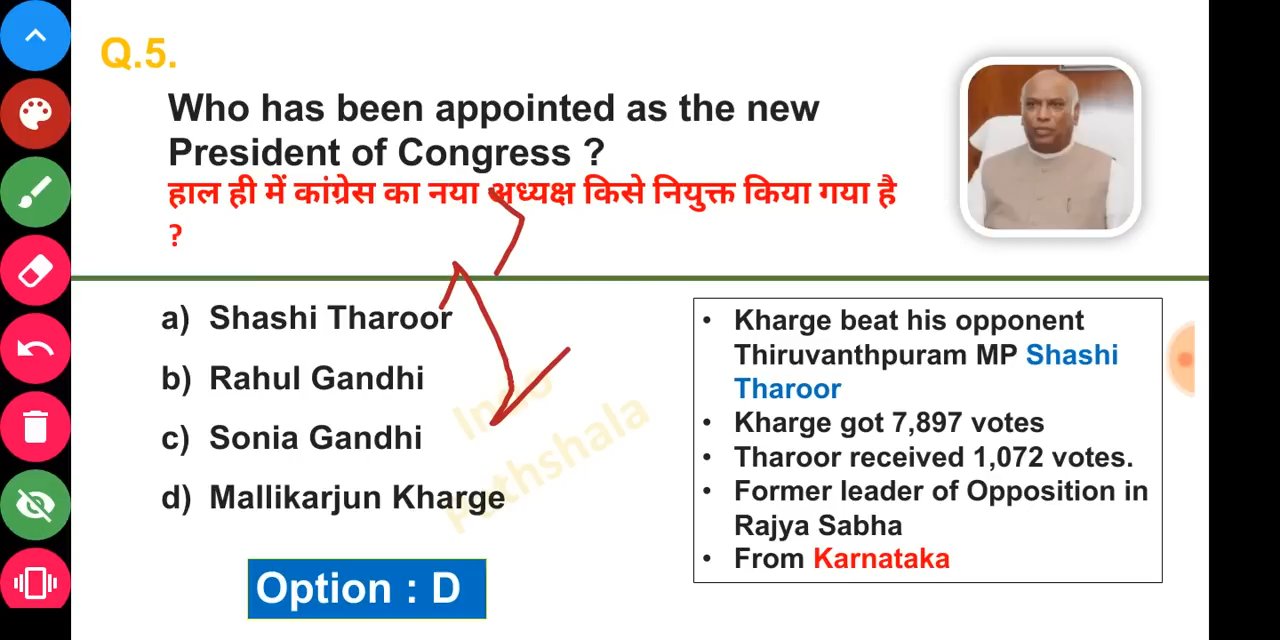 Q.5.
Who has been appointed as the new
President of Congress ?
हाल ही में कांग्रेस का नया अध्यक्ष किसे नियुक्त किया गया है
?
a) Shashi Tharoor
b) Rahul Gandhi
c) Sonia Gandhi
d) Mallikarjun Kharge
Option : D
• Kharge beat his opponent
Thiruvanthpuram MP Shashi
Tharoor
• Kharge got 7,897 votes
• Tharoor received 1,072 votes.
• Former leader of Opposition in
Rajya Sabha
• From Karnataka
Pathshala